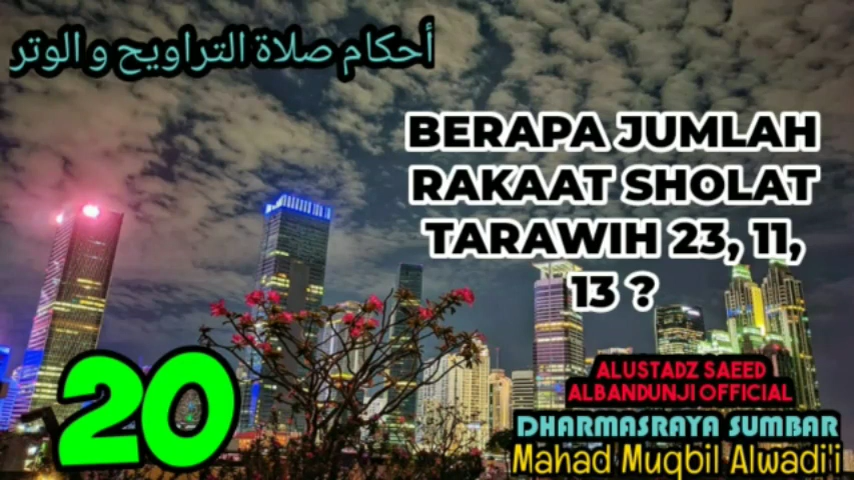 أحكام صلاة التراويح و الوتر
BERAPA JUMLAH
RAKAAT SHOLAT
TARAWIH 23, 11,
13 ?
20
ALUSTADZ SAEED
ALBANDUNJI OFFICIAL
DHARMASRAYA SUMBAR
Mahad Muqbil Alwadi'i